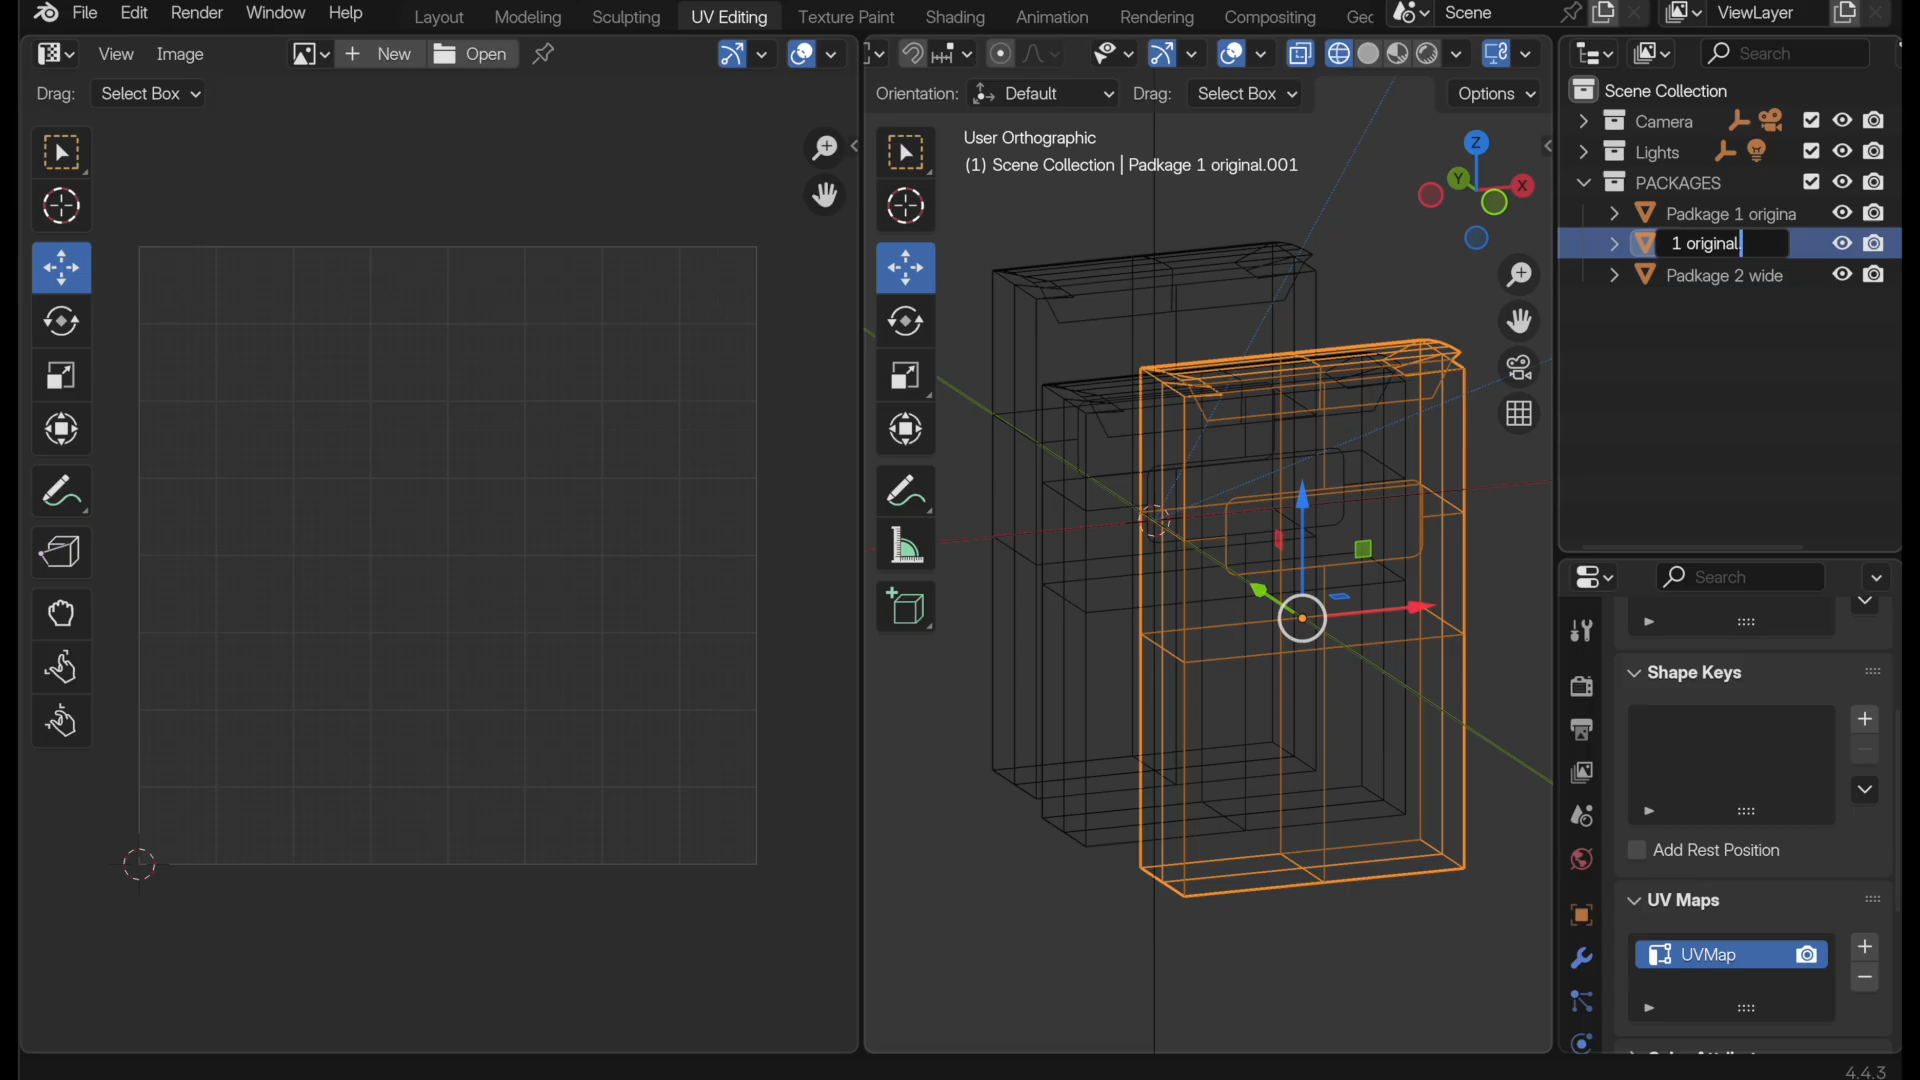 File Edit Render Window Help Layout Modeling Sculpting UV Editing Texture Paint Shading Animation Rendering Compositing Gec Scene ViewLayer
View Image New Open Search
Drag: Select Box Orientation: Default Drag: Select Box Options
Scene Collection
Camera
Lights
PACKAGES
Padkage 1 origina
1 original.
Padkage 2 wide
User Orthographic
(1) Scene Collection | Padkage 1 original.001
Z
Y
X
Search
Shape Keys
Add Rest Position
UV Maps
UVMap
4.4.3